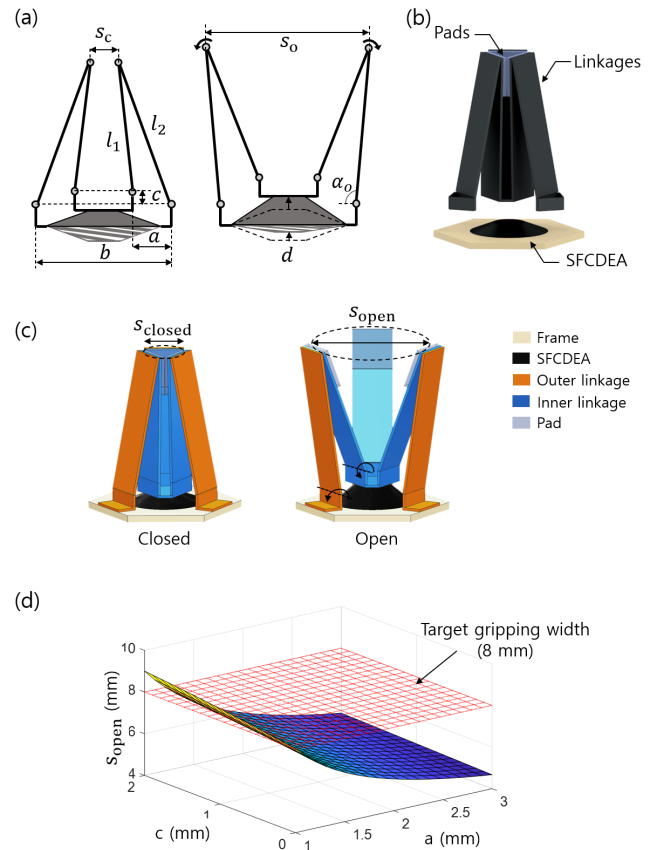 (a)
s_c
s_o
l_1
l_2
c
a
b
α_o
d
(b)
Pads
Linkages
SFCDEA
(c)
s_closed
s_open
Closed
Open
Frame
SFCDEA
Outer linkage
Inner linkage
Pad
(d)
Target gripping width
(8 mm)
s_open (mm)
10
8
6
4
2
1
0
c (mm)
1
1.5
2
2.5
3
a (mm)